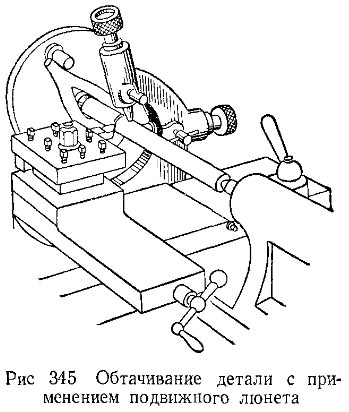 Рис 345 Обтачивание детали с при-
менением подвижного люнета